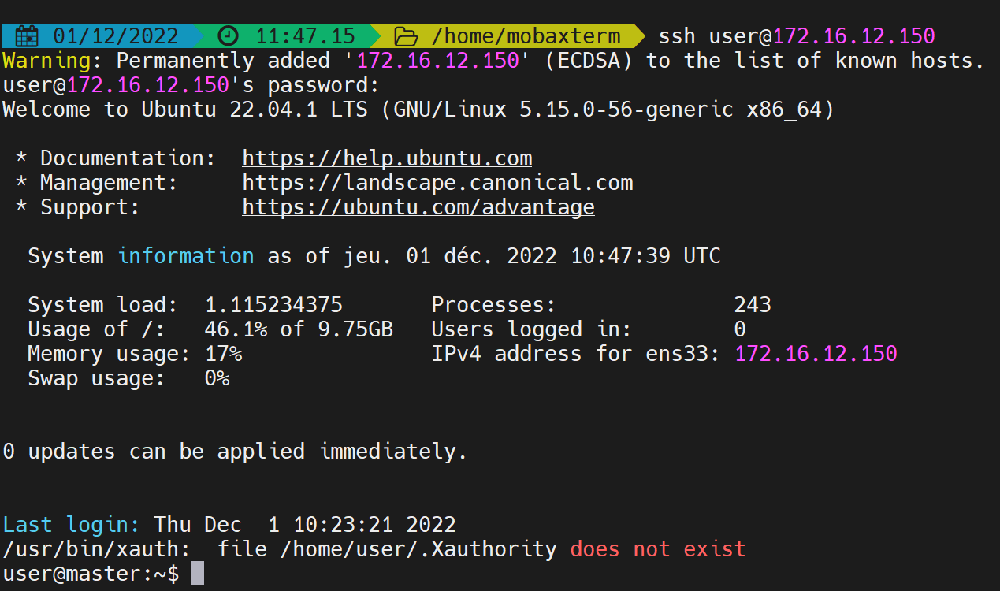 01/12/2022 11:47.15 /home/mobaxterm ssh user@172.16.12.150
Warning: Permanently added '172.16.12.150' (ECDSA) to the list of known hosts.
user@172.16.12.150's password:
Welcome to Ubuntu 22.04.1 LTS (GNU/Linux 5.15.0-56-generic x86_64)
* Documentation: https://help.ubuntu.com
* Management: https://landscape.canonical.com
* Support: https://ubuntu.com/advantage
System information as of jeu. 01 déc. 2022 10:47:39 UTC
System load: 1.115234375 Processes: 243
Usage of /: 46.1% of 9.75GB Users logged in: 0
Memory usage: 17% IPv4 address for ens33: 172.16.12.150
Swap usage: 0%
0 updates can be applied immediately.
Last login: Thu Dec 1 10:23:21 2022
/usr/bin/xauth: file /home/user/.Xauthority does not exist
user@master:~$